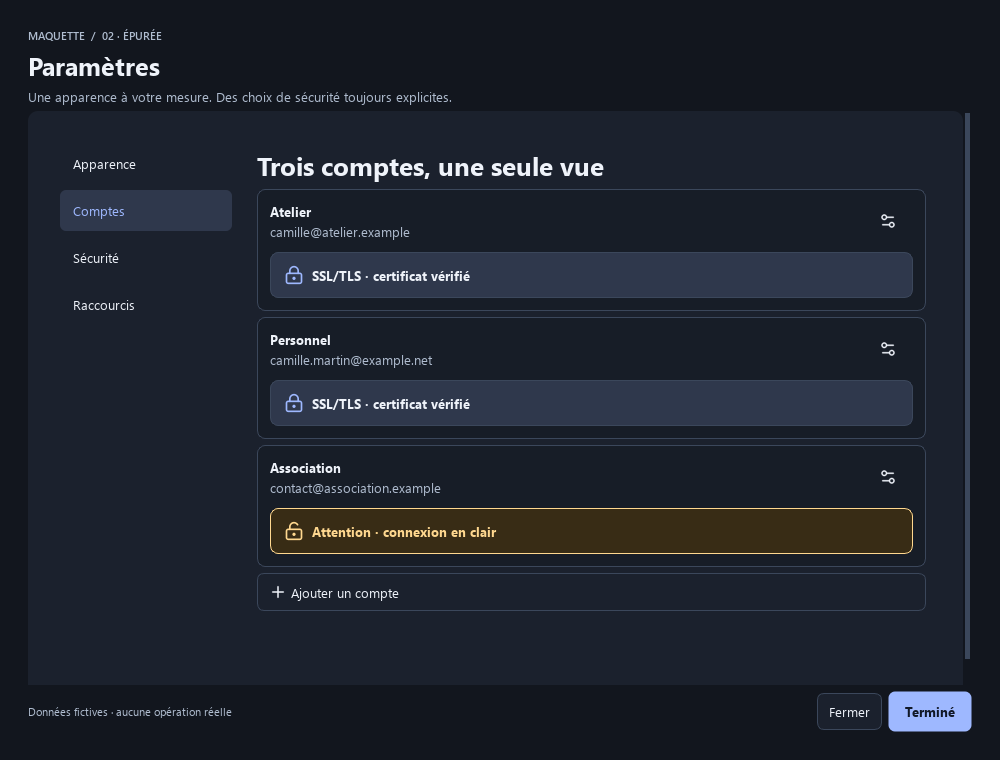 MAQUETTE / 02 · ÉPURÉE
Paramètres
Une apparence à votre mesure. Des choix de sécurité toujours explicites.
Apparence
Comptes
Sécurité
Raccourcis
Trois comptes, une seule vue
Atelier
camille@atelier.example
SSL/TLS · certificat vérifié
Personnel
camille.martin@example.net
SSL/TLS · certificat vérifié
Association
contact@association.example
Attention · connexion en clair
Ajouter un compte
Données fictives · aucune opération réelle
Fermer
Terminé